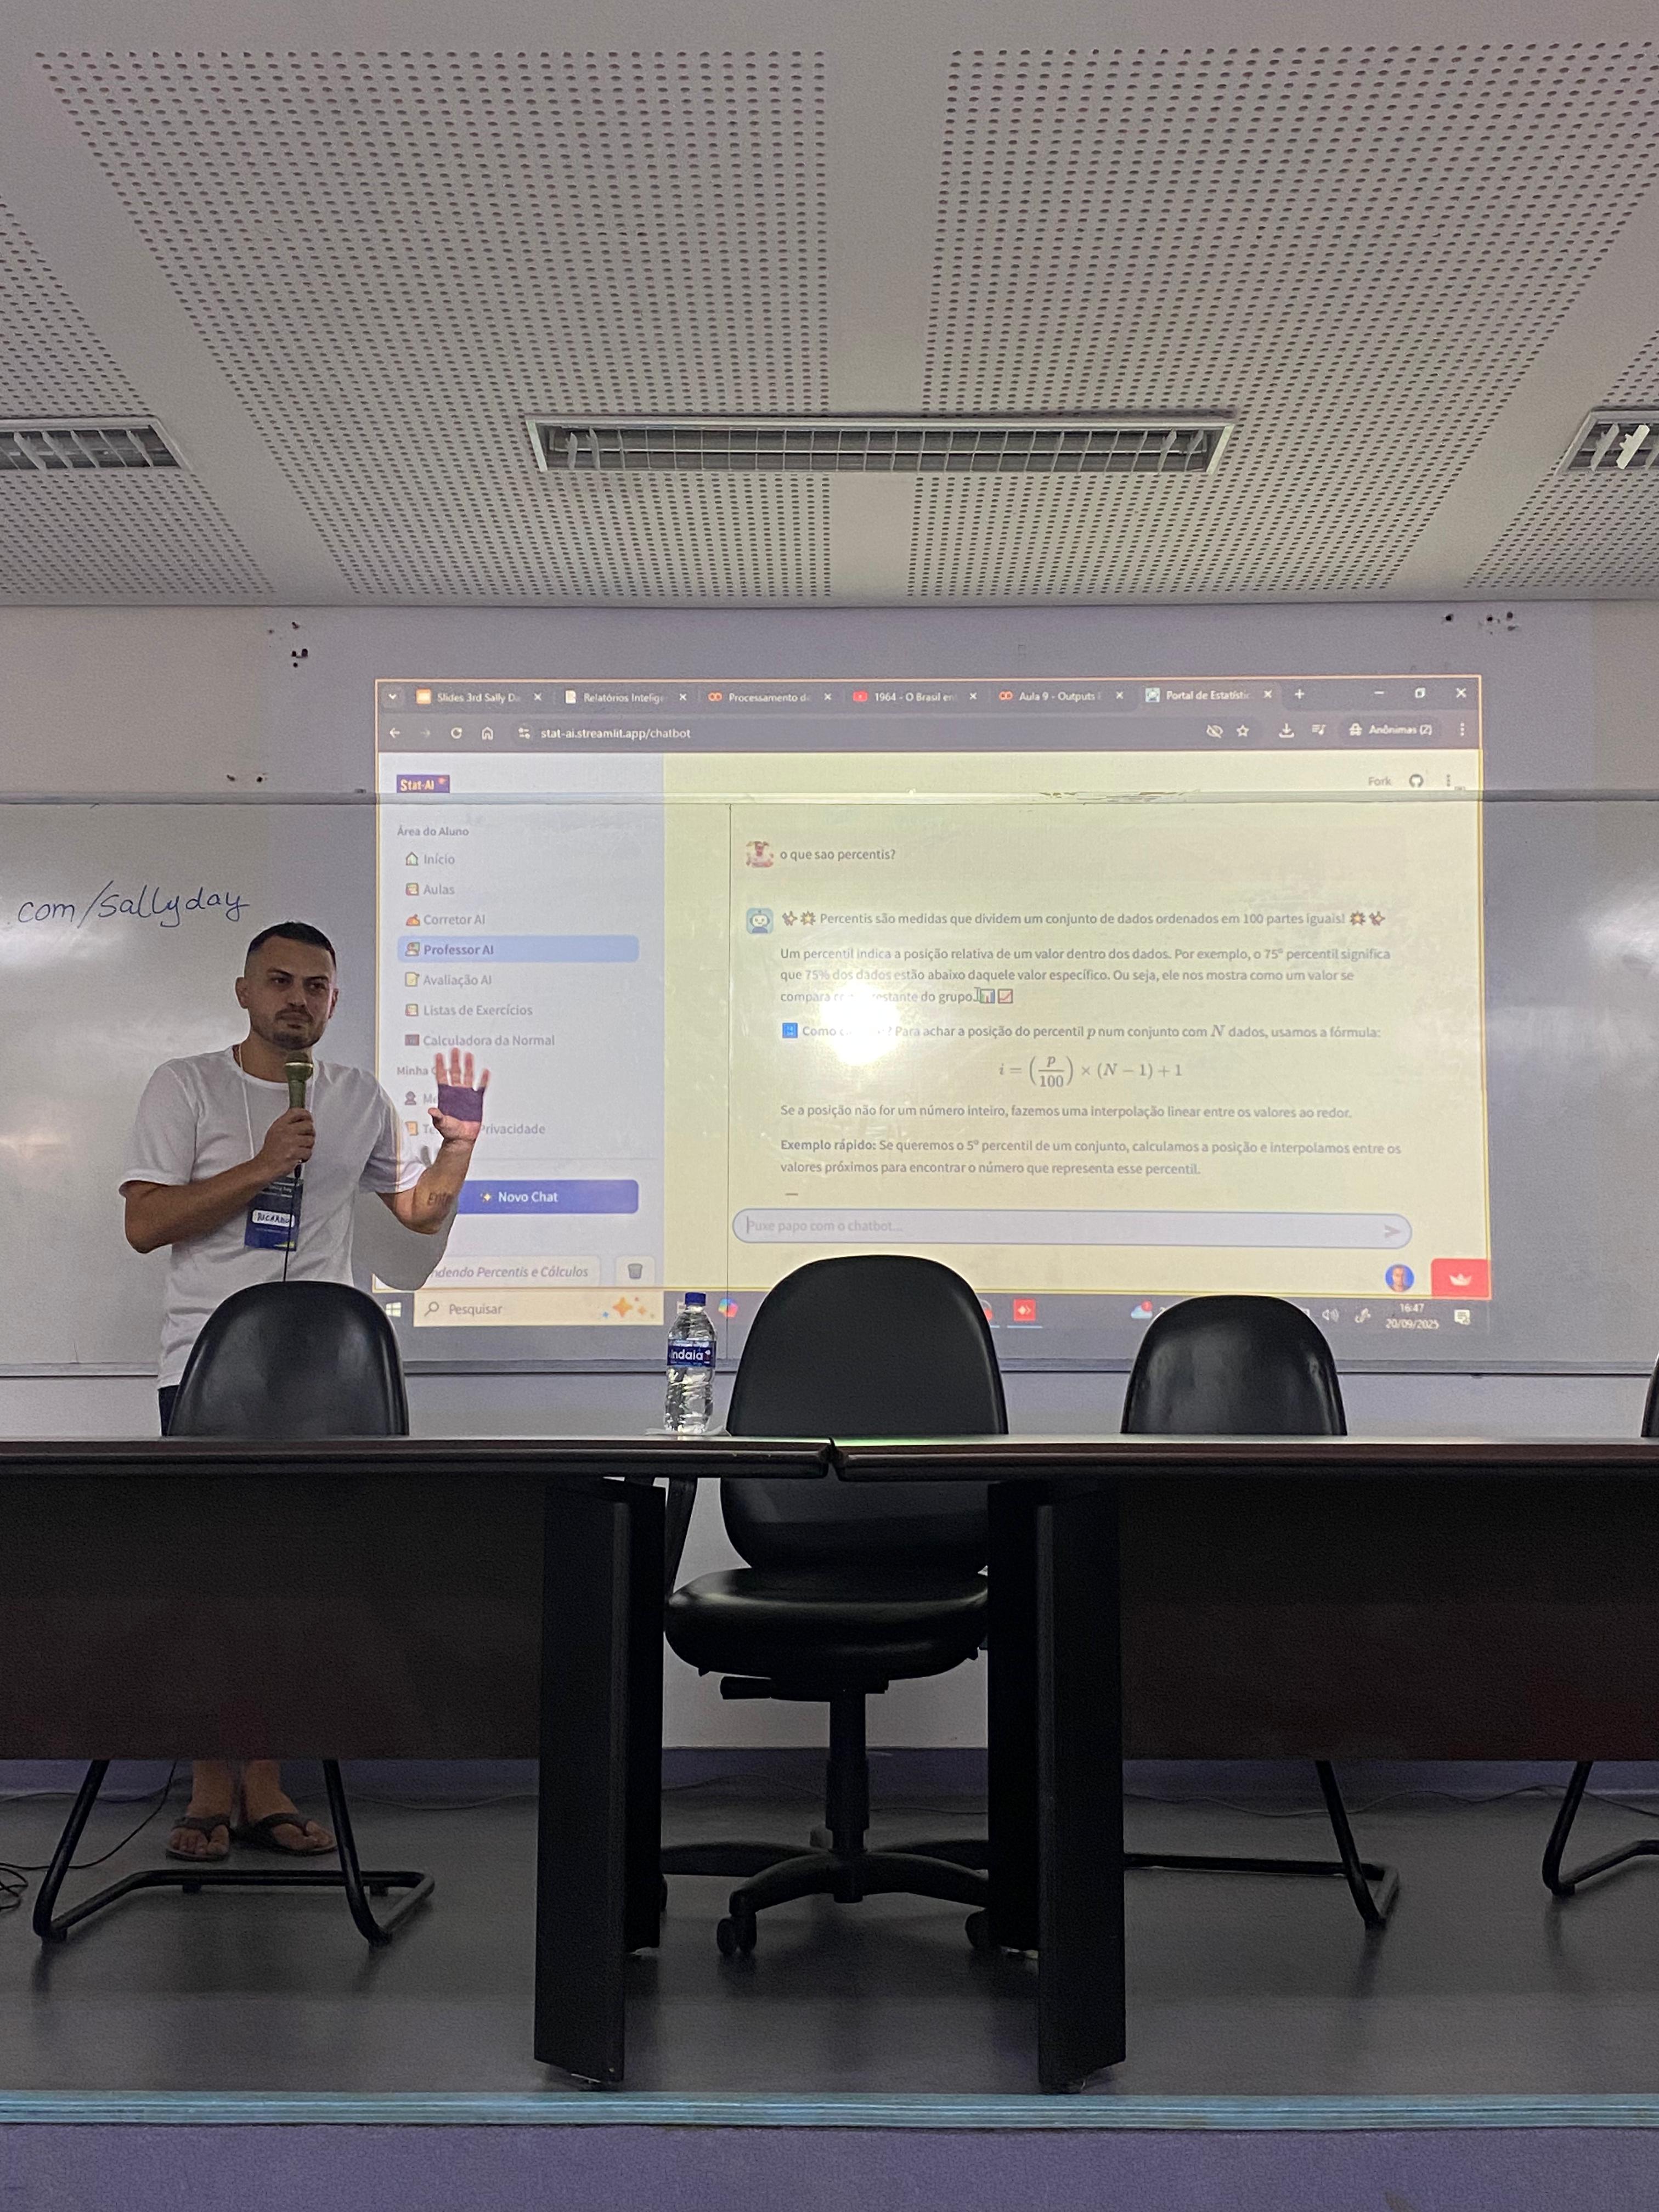 Slides 3rd Sally Da
Relatórios Intelig
Processamento d
1964 - O Brasil en
Aula 9 - Outputs
Portal de Estatístic
stat-ai.streamlit.app/chatbot
Anônimas (2)
Stat-AI
Fork
.com/sallyday
Área do Aluno
Início
Aulas
Corretor AI
Professor AI
Avaliação AI
Listas de Exercícios
Calculadora da Normal
Minha
Privacidade
Novo Chat
ndendo Percentis e Cálculos
o que sao percentis?
Percentis são medidas que dividem um conjunto de dados ordenados em 100 partes iguais!
Um percentil indica a posição relativa de um valor dentro dos dados. Por exemplo, o 75º percentil significa
que 75% dos dados estão abaixo daquele valor específico. Ou seja, ele nos mostra como um valor se
compara estante do grupo.
Como ? Para achar a posição do percentil p num conjunto com N dados, usamos a fórmula:
i = (p/100) × (N − 1) + 1
Se a posição não for um número inteiro, fazemos uma interpolação linear entre os valores ao redor.
Exemplo rápido: Se queremos o 5º percentil de um conjunto, calculamos a posição e interpolamos entre os
valores próximos para encontrar o número que representa esse percentil.
Puxe papo com o chatbot...
Pesquisar
16:47
20/09/2025
RICARDO
Indaiá